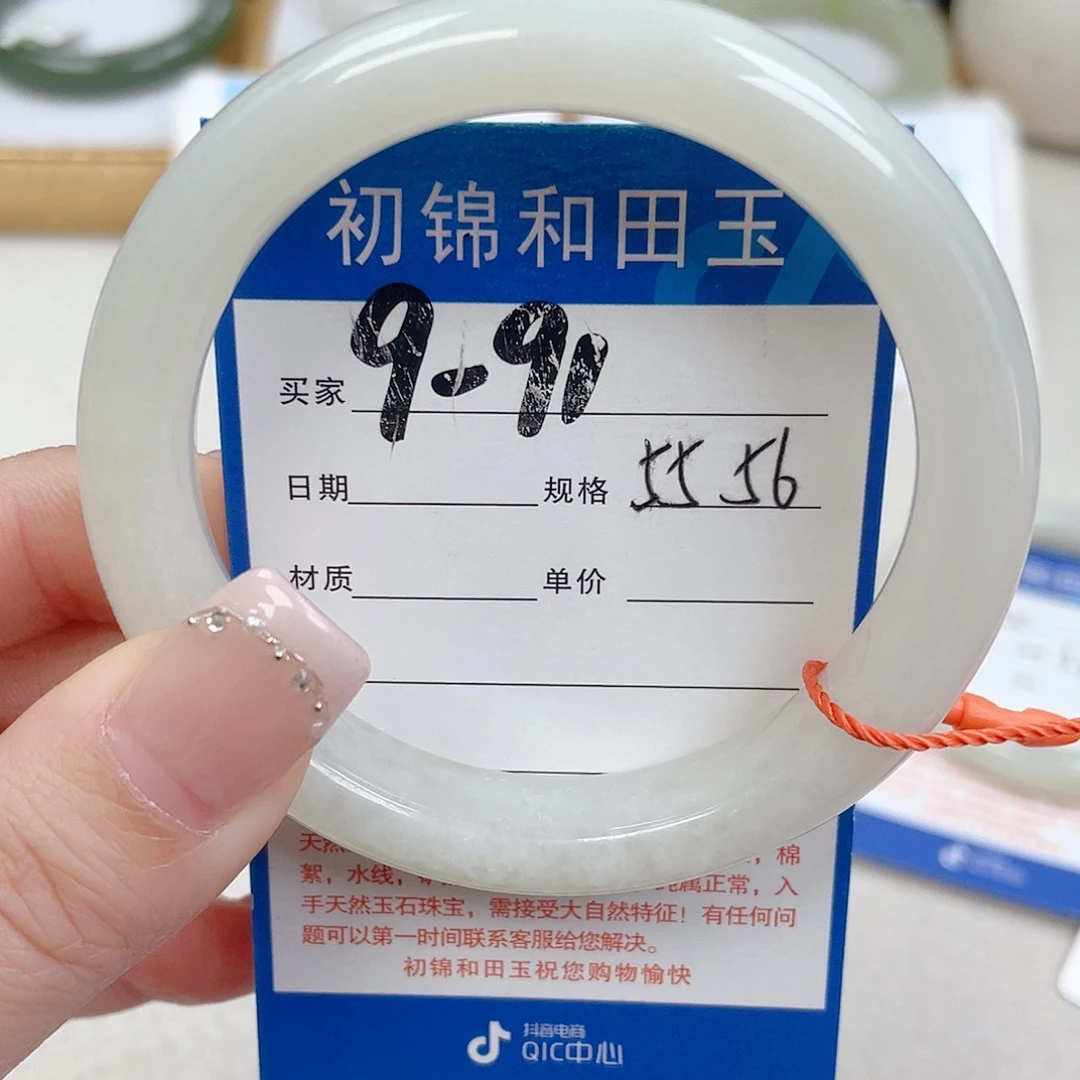 初锦和田玉
买家 9-91
日期 规格 55 56
材质 单价
天然
，棉
絮，水线，
属正常，入
手天然玉石珠宝，需接受大自然特征！有任何问
题可以第一时间联系客服给您解决。
初锦和田玉祝您购物愉快
抖音电商
QIC中心